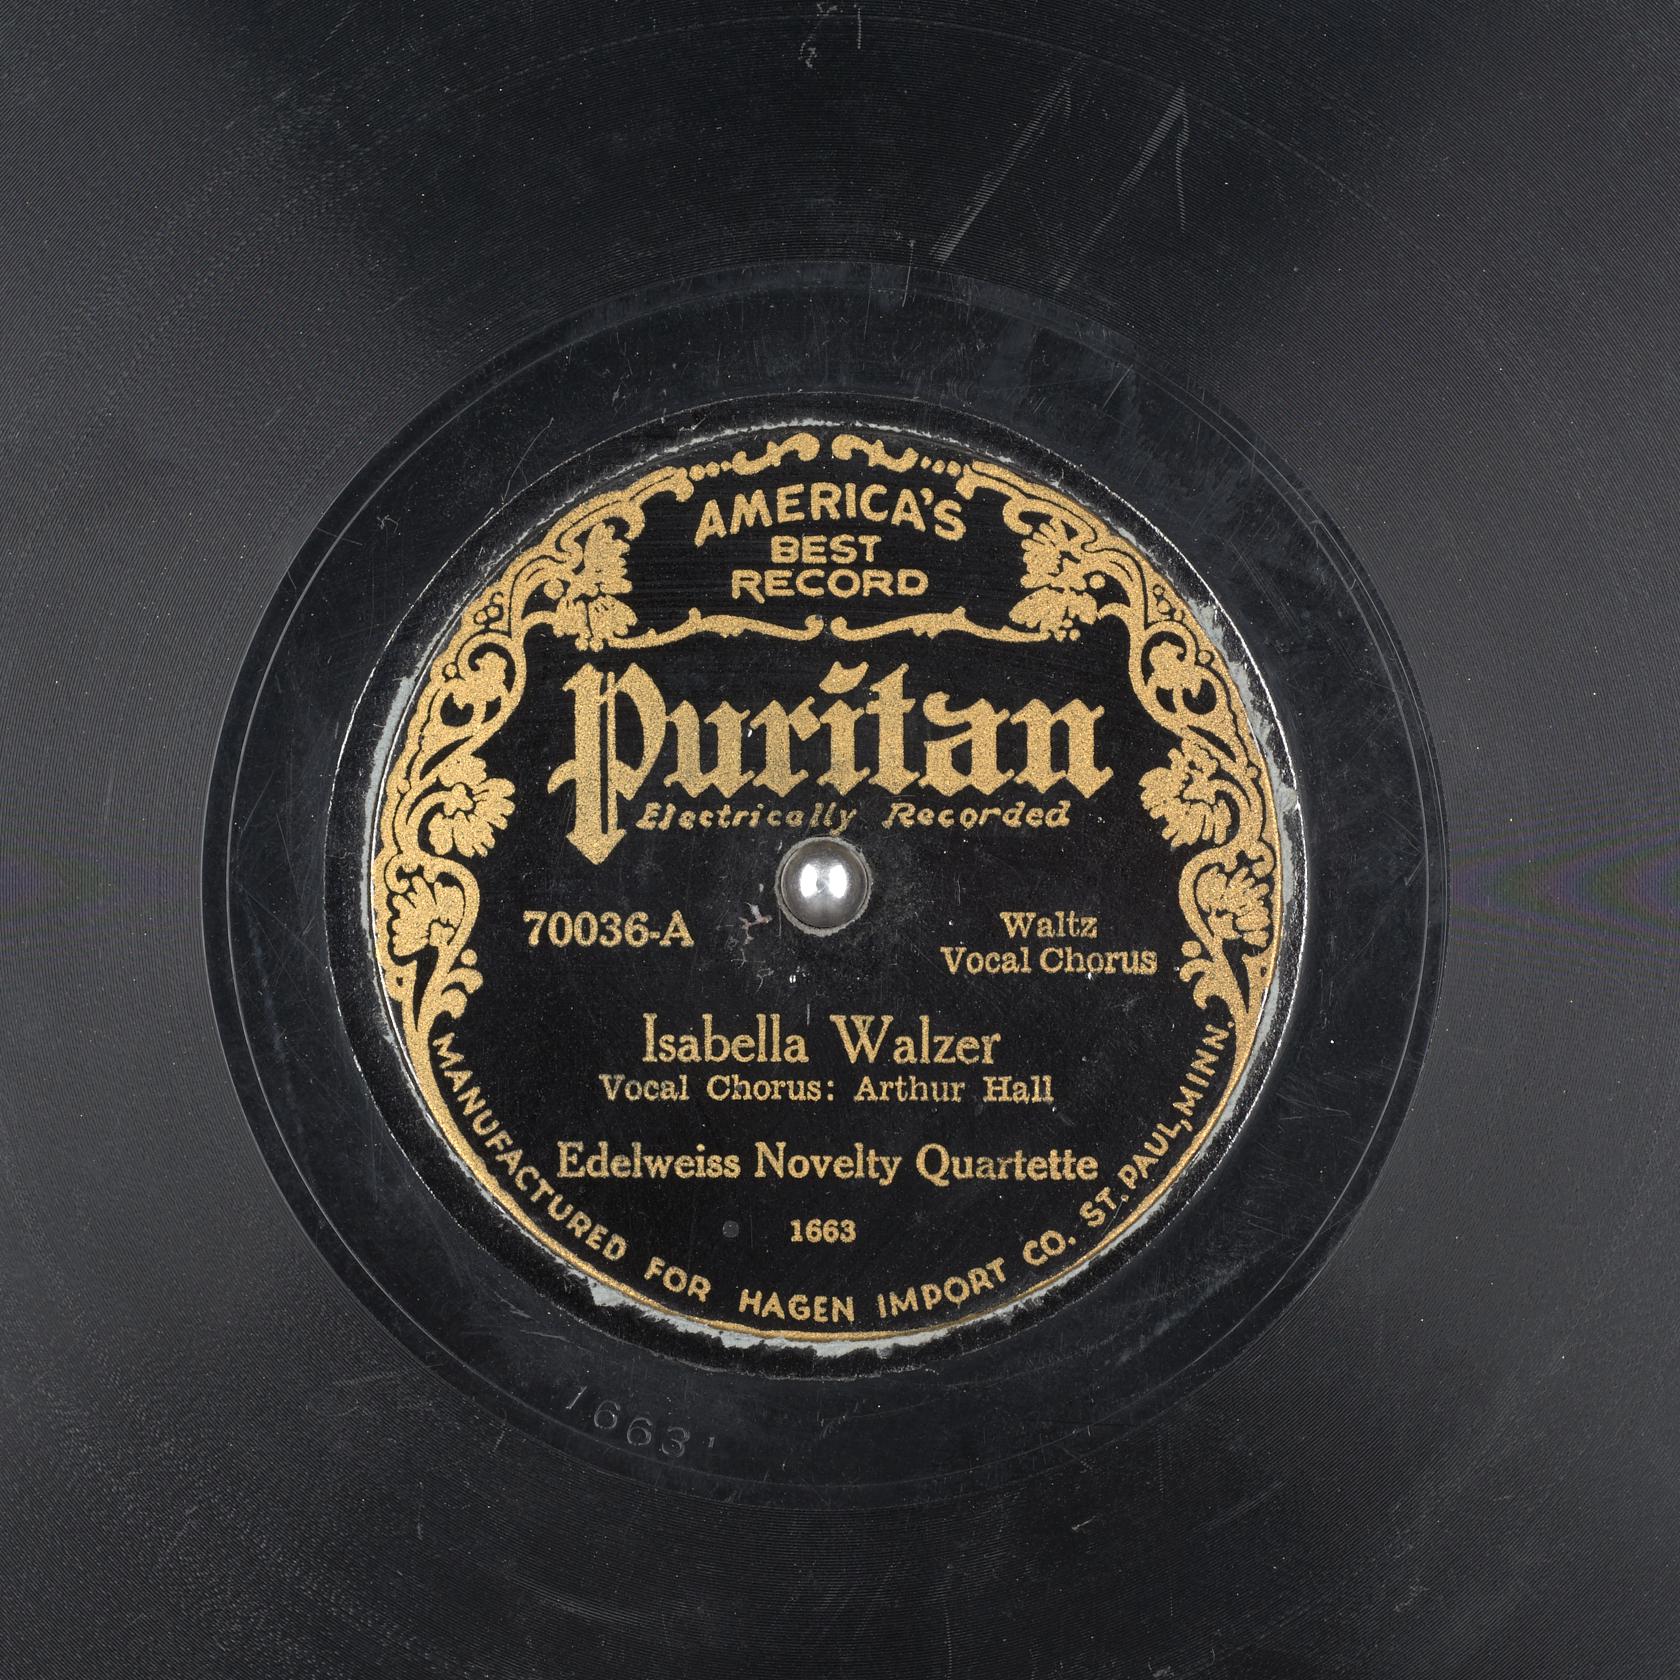 AMERICA'S
BEST
RECORD
Puritan
Electrically Recorded
70036-A
Waltz
Vocal Chorus
Isabella Walzer
Vocal Chorus: Arthur Hall
Edelweiss Novelty Quartette
1663
MANUFACTURED FOR HAGEN IMPORT CO. ST. PAUL, MINN.
1663